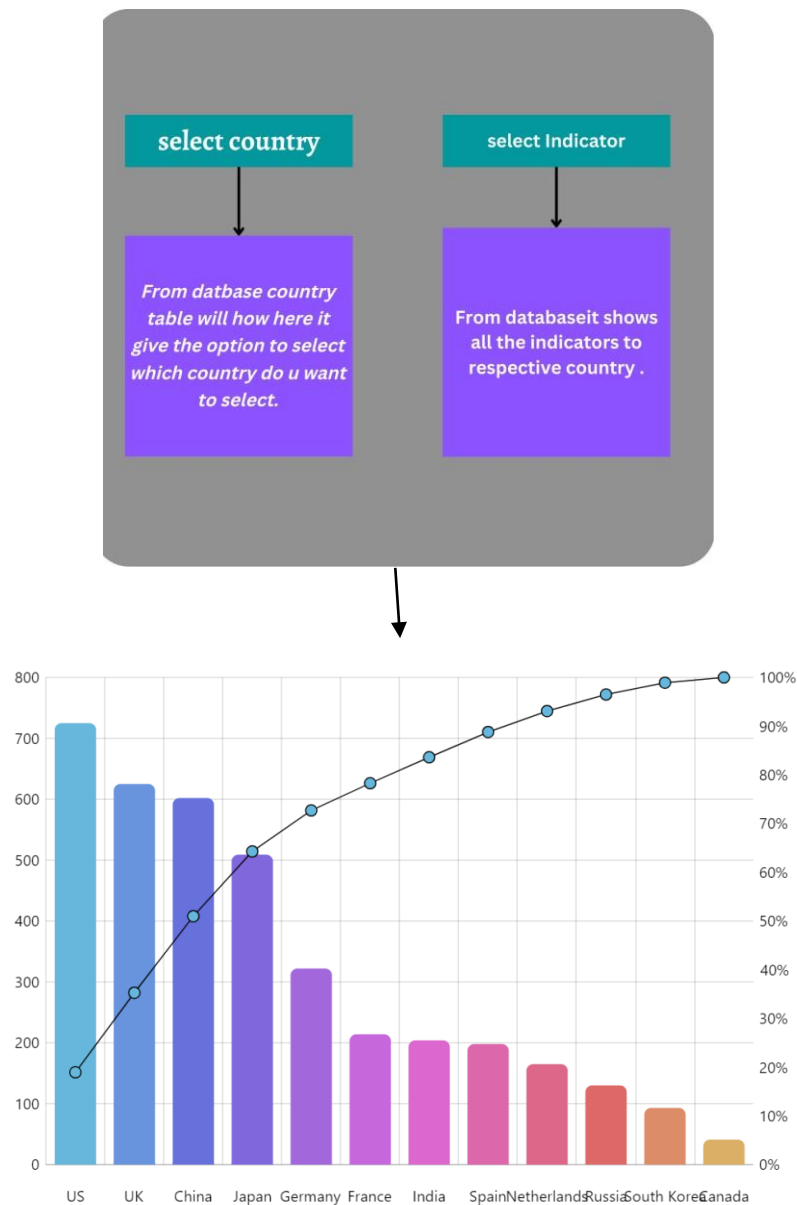 select country
select Indicator
From datbase country
table will how here it
give the option to select
which country do u want
to select.
From databaseit shows
all the indicators to
respective country .
800
700
600
500
400
300
200
100
0
100%
90%
80%
70%
60%
50%
40%
30%
20%
10%
0%
US UK China Japan Germany France India Spain Netherlands Russia South Korea Canada